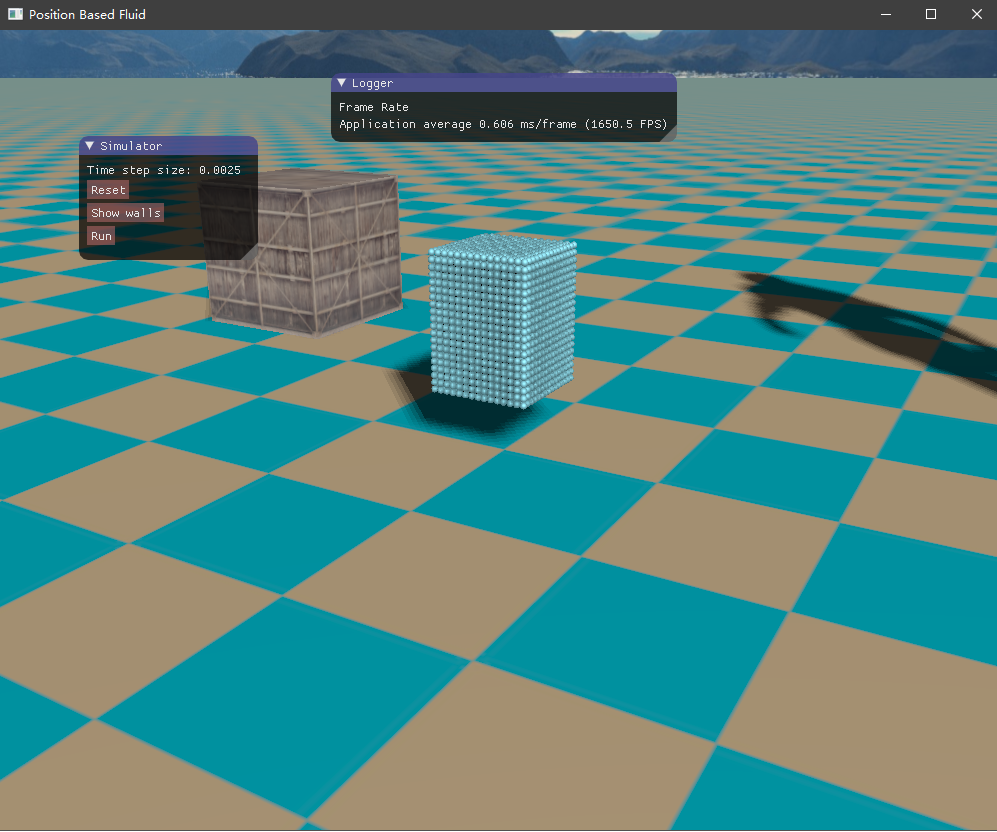 Position Based Fluid
Logger
Frame Rate
Application average 0.606 ms/frame (1650.5 FPS)
Simulator
Time step size: 0.0025
Reset
Show walls
Run